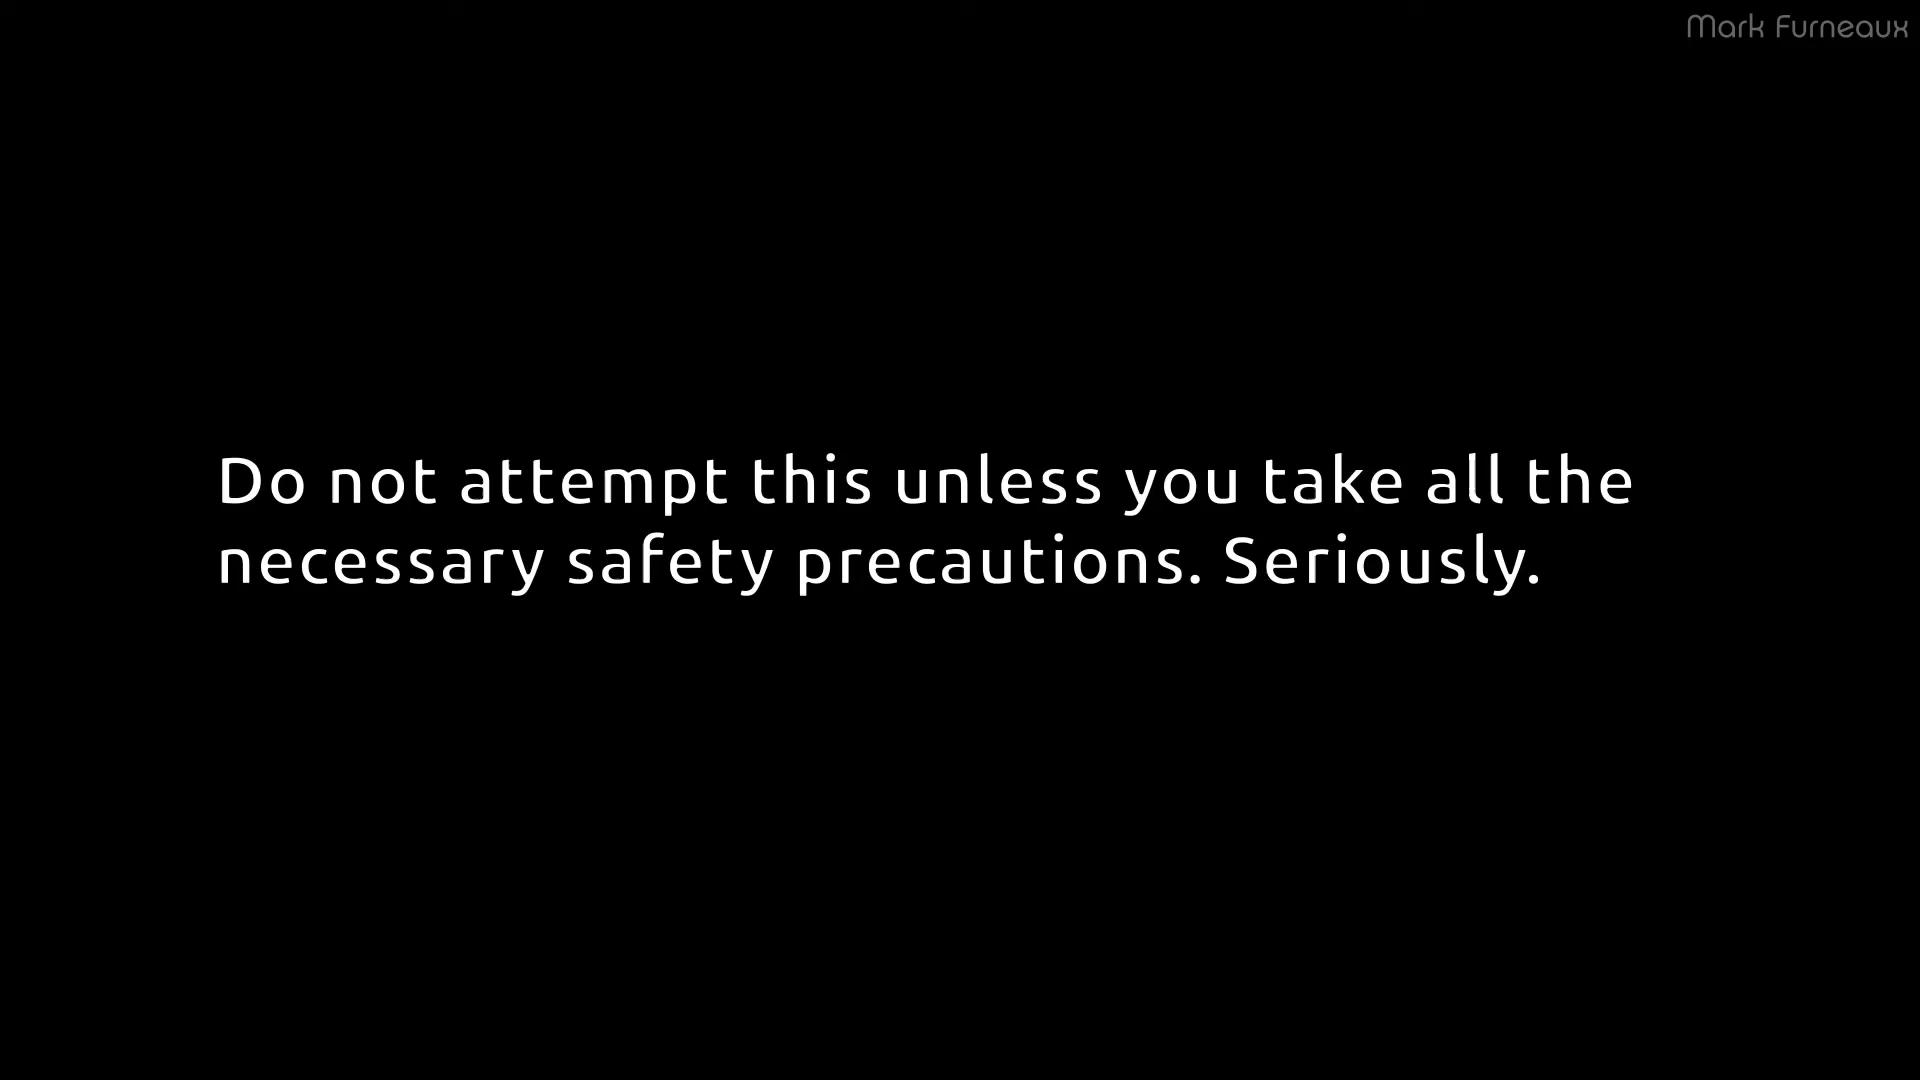 Mark Furneaux
Do not attempt this unless you take all the
necessary safety precautions. Seriously.